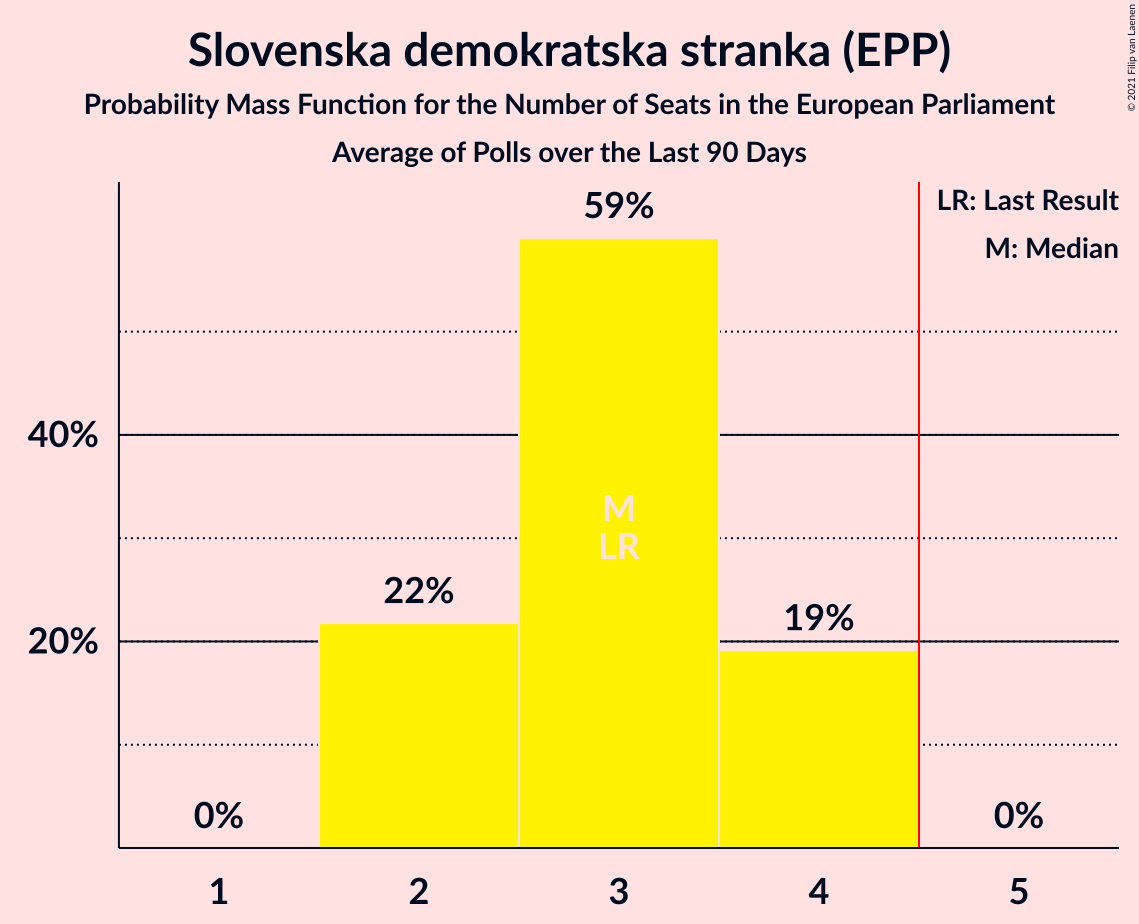 Slovenska demokratska stranka (EPP)
Probability Mass Function for the Number of Seats in the European Parliament
Average of Polls over the Last 90 Days
© 2021 Filip van Laenen
LR: Last Result
M: Median
59%
40%
M
LR
22%
19%
20%
0%
0%
1 2 3 4 5